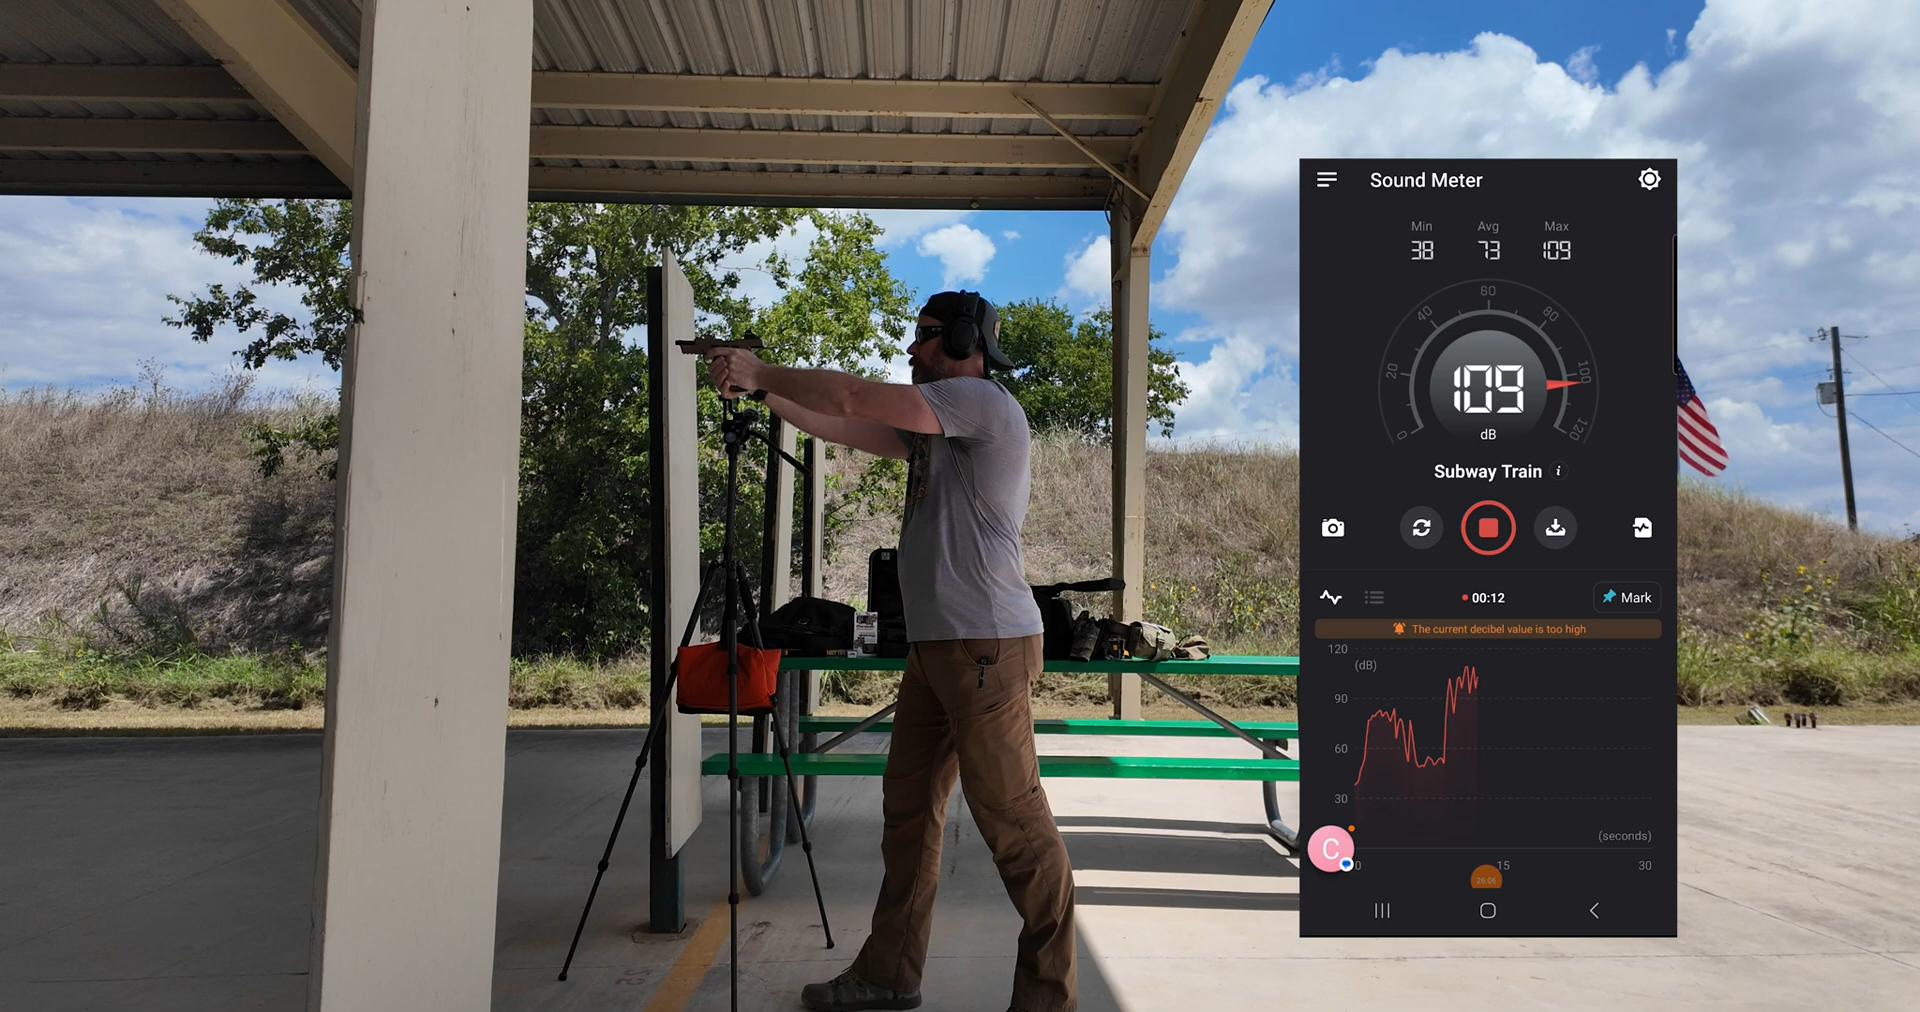 Sound Meter
Min Avg Max
38 73 109
0 20 40 60 80 100 120
109
dB
Subway Train i
00:12 Mark
The current decibel value is too high
120
(dB)
90
60
30
(seconds)
C
0 15 30
26:06